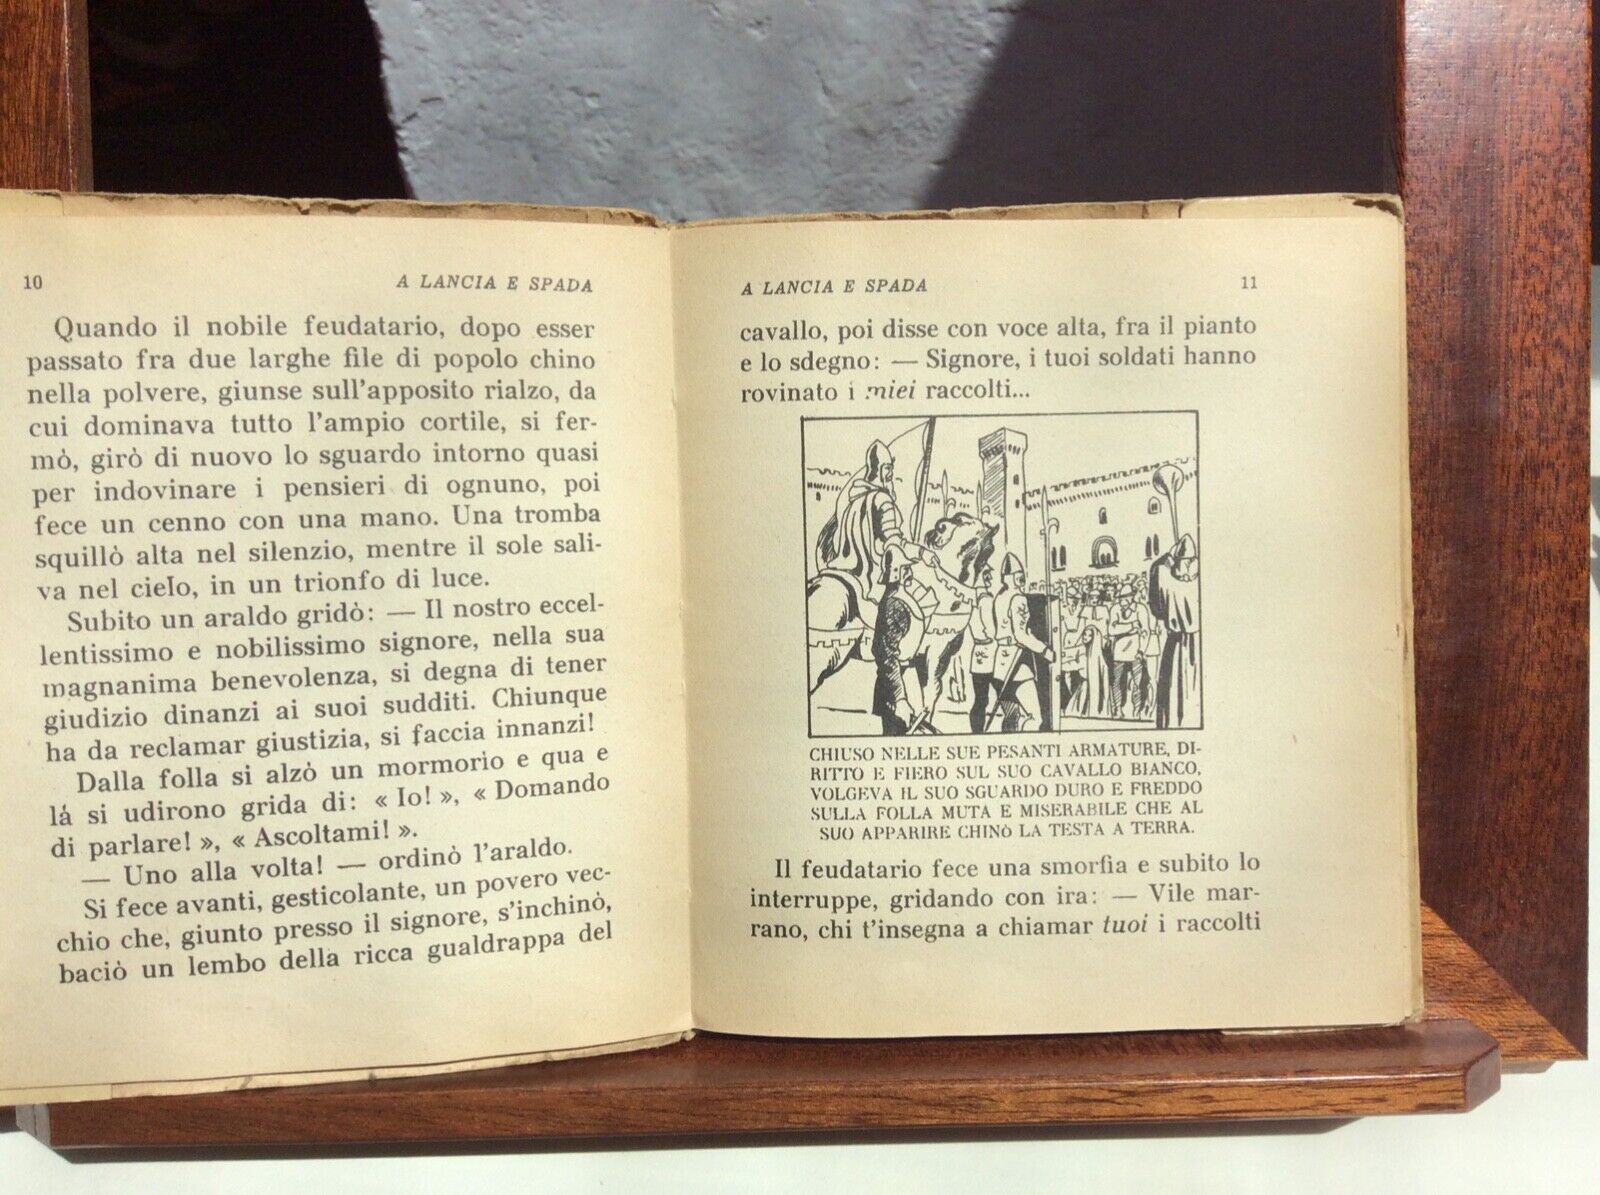 10
A LANCIA E SPADA
Quando il nobile feudatario, dopo esser
passato fra due larghe file di popolo chino
nella polvere, giunse sull'apposito rialzo, da
cui dominava tutto l'ampio cortile, si fer-
mò, girò di nuovo lo sguardo intorno quasi
per indovinare i pensieri di ognuno, poi
fece un cenno con una mano. Una tromba
squillò alta nel silenzio, mentre il sole sali-
va nel cielo, in un trionfo di luce.
Subito un araldo gridò: — Il nostro eccel-
lentissimo e nobilissimo signore, nella sua
magnanima benevolenza, si degna di tener
giudizio dinanzi ai suoi sudditi. Chiunque
ha da reclamar giustizia, si faccia innanzi!
Dalla folla si alzò un mormorio e qua e
là si udirono grida di: « Io! », « Domando
di parlare! », « Ascoltami! ».
— Uno alla volta! — ordinò l'araldo.
Si fece avanti, gesticolante, un povero vec-
chio che, giunto presso il signore, s'inchinò,
baciò un lembo della ricca gualdrappa del
A LANCIA E SPADA
11
cavallo, poi disse con voce alta, fra il pianto
e lo sdegno: — Signore, i tuoi soldati hanno
rovinato i miei raccolti...
CHIUSO NELLE SUE PESANTI ARMATURE, DI-
RITTO E FIERO SUL SUO CAVALLO BIANCO,
VOLGEVA IL SUO SGUARDO DURO E FREDDO
SULLA FOLLA MUTA E MISERABILE CHE AL
SUO APPARIRE CHINÒ LA TESTA A TERRA.
Il feudatario fece una smorfia e subito lo
interruppe, gridando con ira: — Vile mar-
rano, chi t'insegna a chiamar tuoi i raccolti